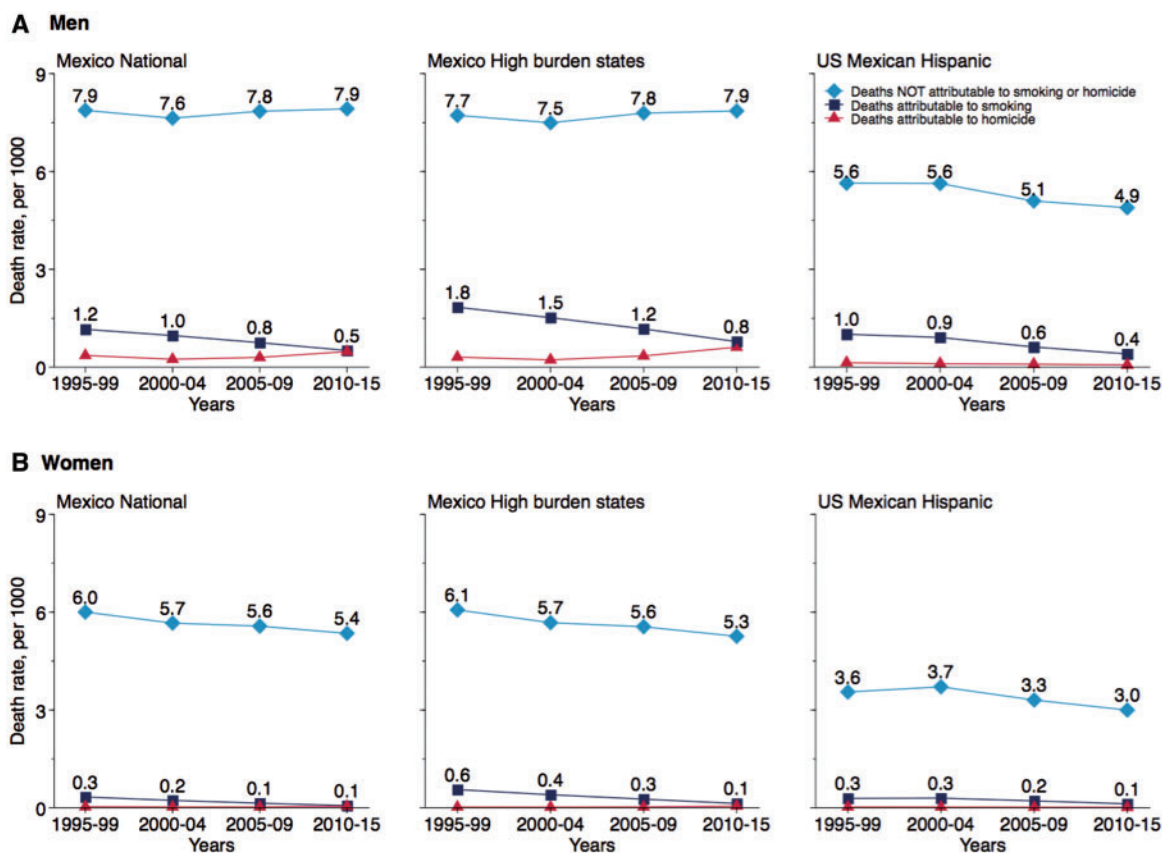 A Men
Mexico National
Mexico High burden states
US Mexican Hispanic
Deaths NOT attributable to smoking or homicide
Deaths attributable to smoking
Deaths attributable to homicide
Death rate, per 1000
9
6
3
0
7.9 7.6 7.8 7.9
1.2 1.0 0.8 0.5
1995-99 2000-04 2005-09 2010-15
Years
7.7 7.5 7.8 7.9
1.8 1.5 1.2 0.8
1995-99 2000-04 2005-09 2010-15
Years
5.6 5.6 5.1 4.9
1.0 0.9 0.6 0.4
1995-99 2000-04 2005-09 2010-15
Years
B Women
Mexico National
Mexico High burden states
US Mexican Hispanic
Death rate, per 1000
9
6
3
0
6.0 5.7 5.6 5.4
0.3 0.2 0.1 0.1
1995-99 2000-04 2005-09 2010-15
Years
6.1 5.7 5.6 5.3
0.6 0.4 0.3 0.1
1995-99 2000-04 2005-09 2010-15
Years
3.6 3.7 3.3 3.0
0.3 0.3 0.2 0.1
1995-99 2000-04 2005-09 2010-15
Years